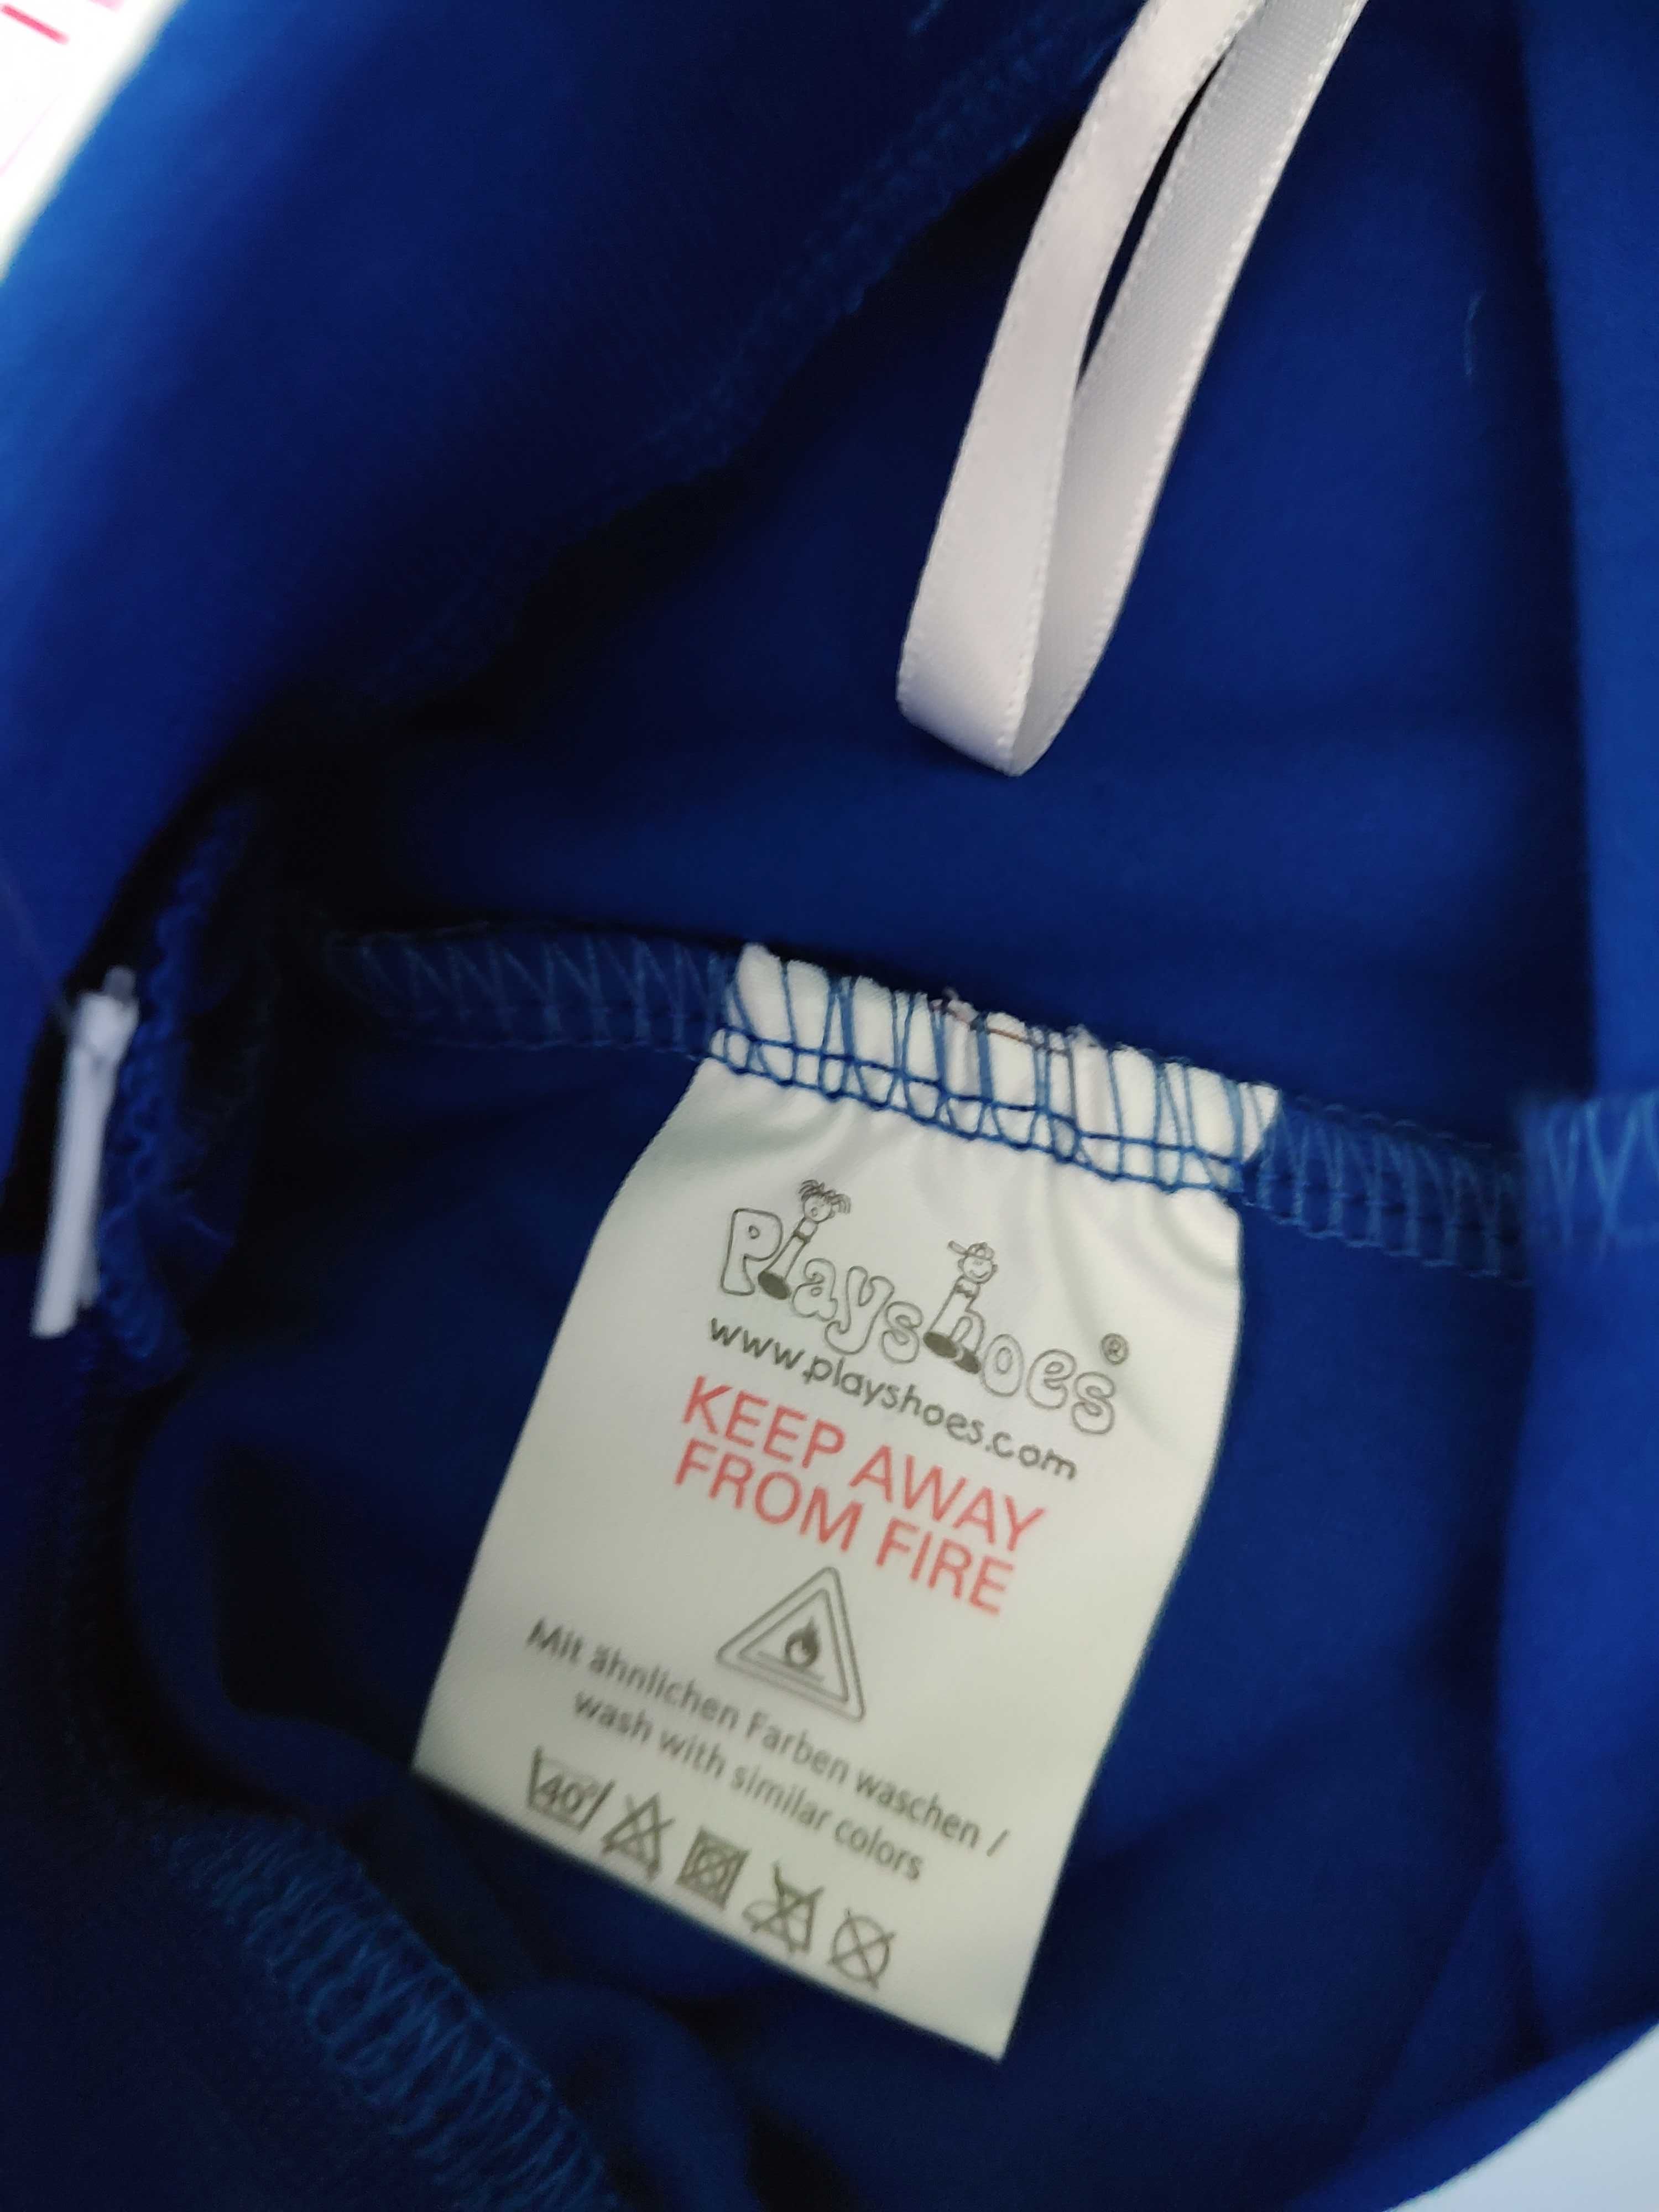 Playshoes®
www.playshoes.com
KEEP AWAY
FROM FIRE
Mit ähnlichen Farben waschen /
wash with similar colors
40°